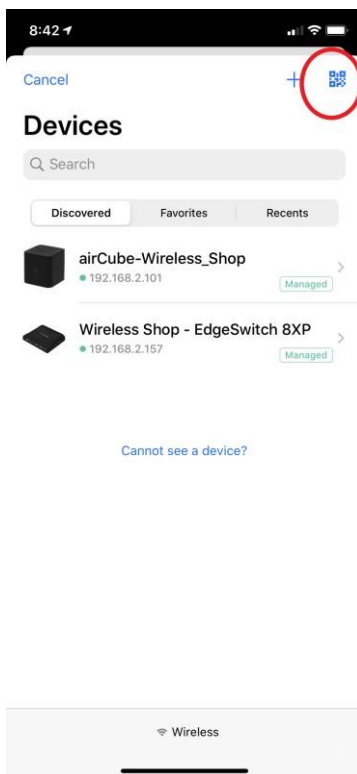 8:42
Cancel
Devices
Search
Discovered Favorites Recents
airCube-Wireless_Shop
192.168.2.101
Managed
Wireless Shop - EdgeSwitch 8XP
192.168.2.157
Managed
Cannot see a device?
Wireless